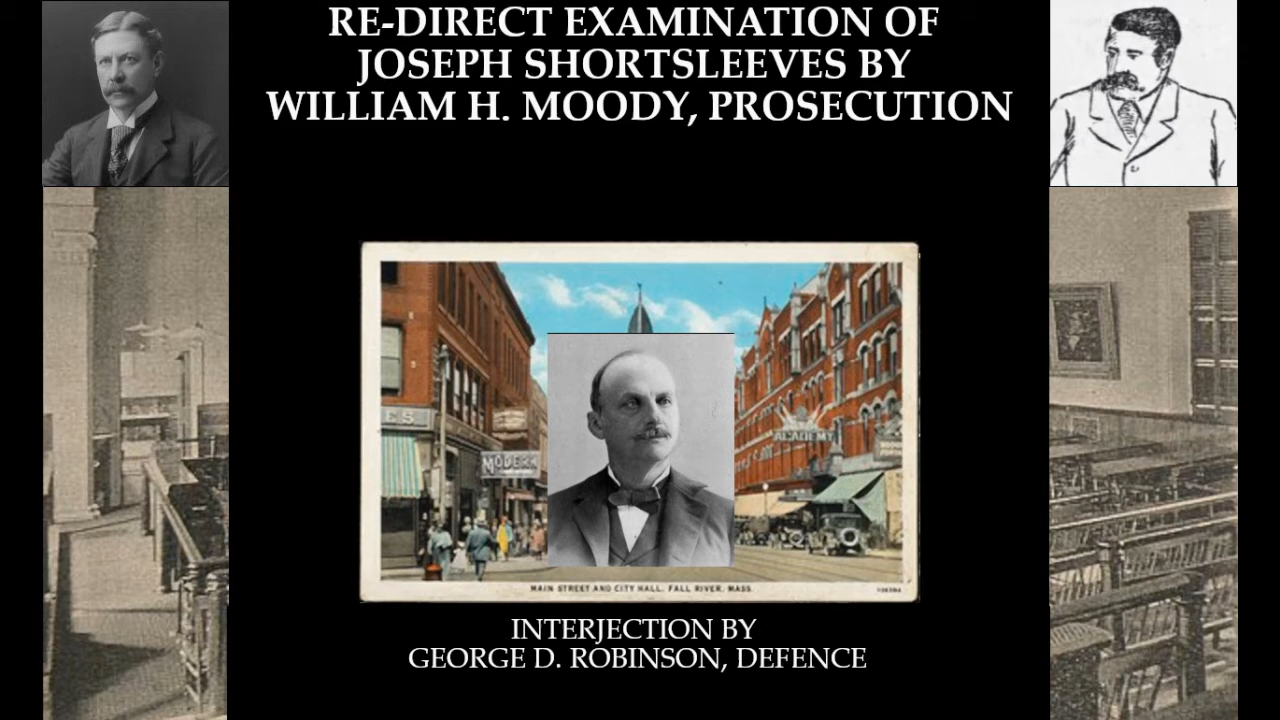 RE-DIRECT EXAMINATION OF
JOSEPH SHORTSLEEVES BY
WILLIAM H. MOODY, PROSECUTION
MODERN
ACADEMY
MAIN STREET AND CITY HALL, FALL RIVER, MASS.
INTERJECTION BY
GEORGE D. ROBINSON, DEFENCE